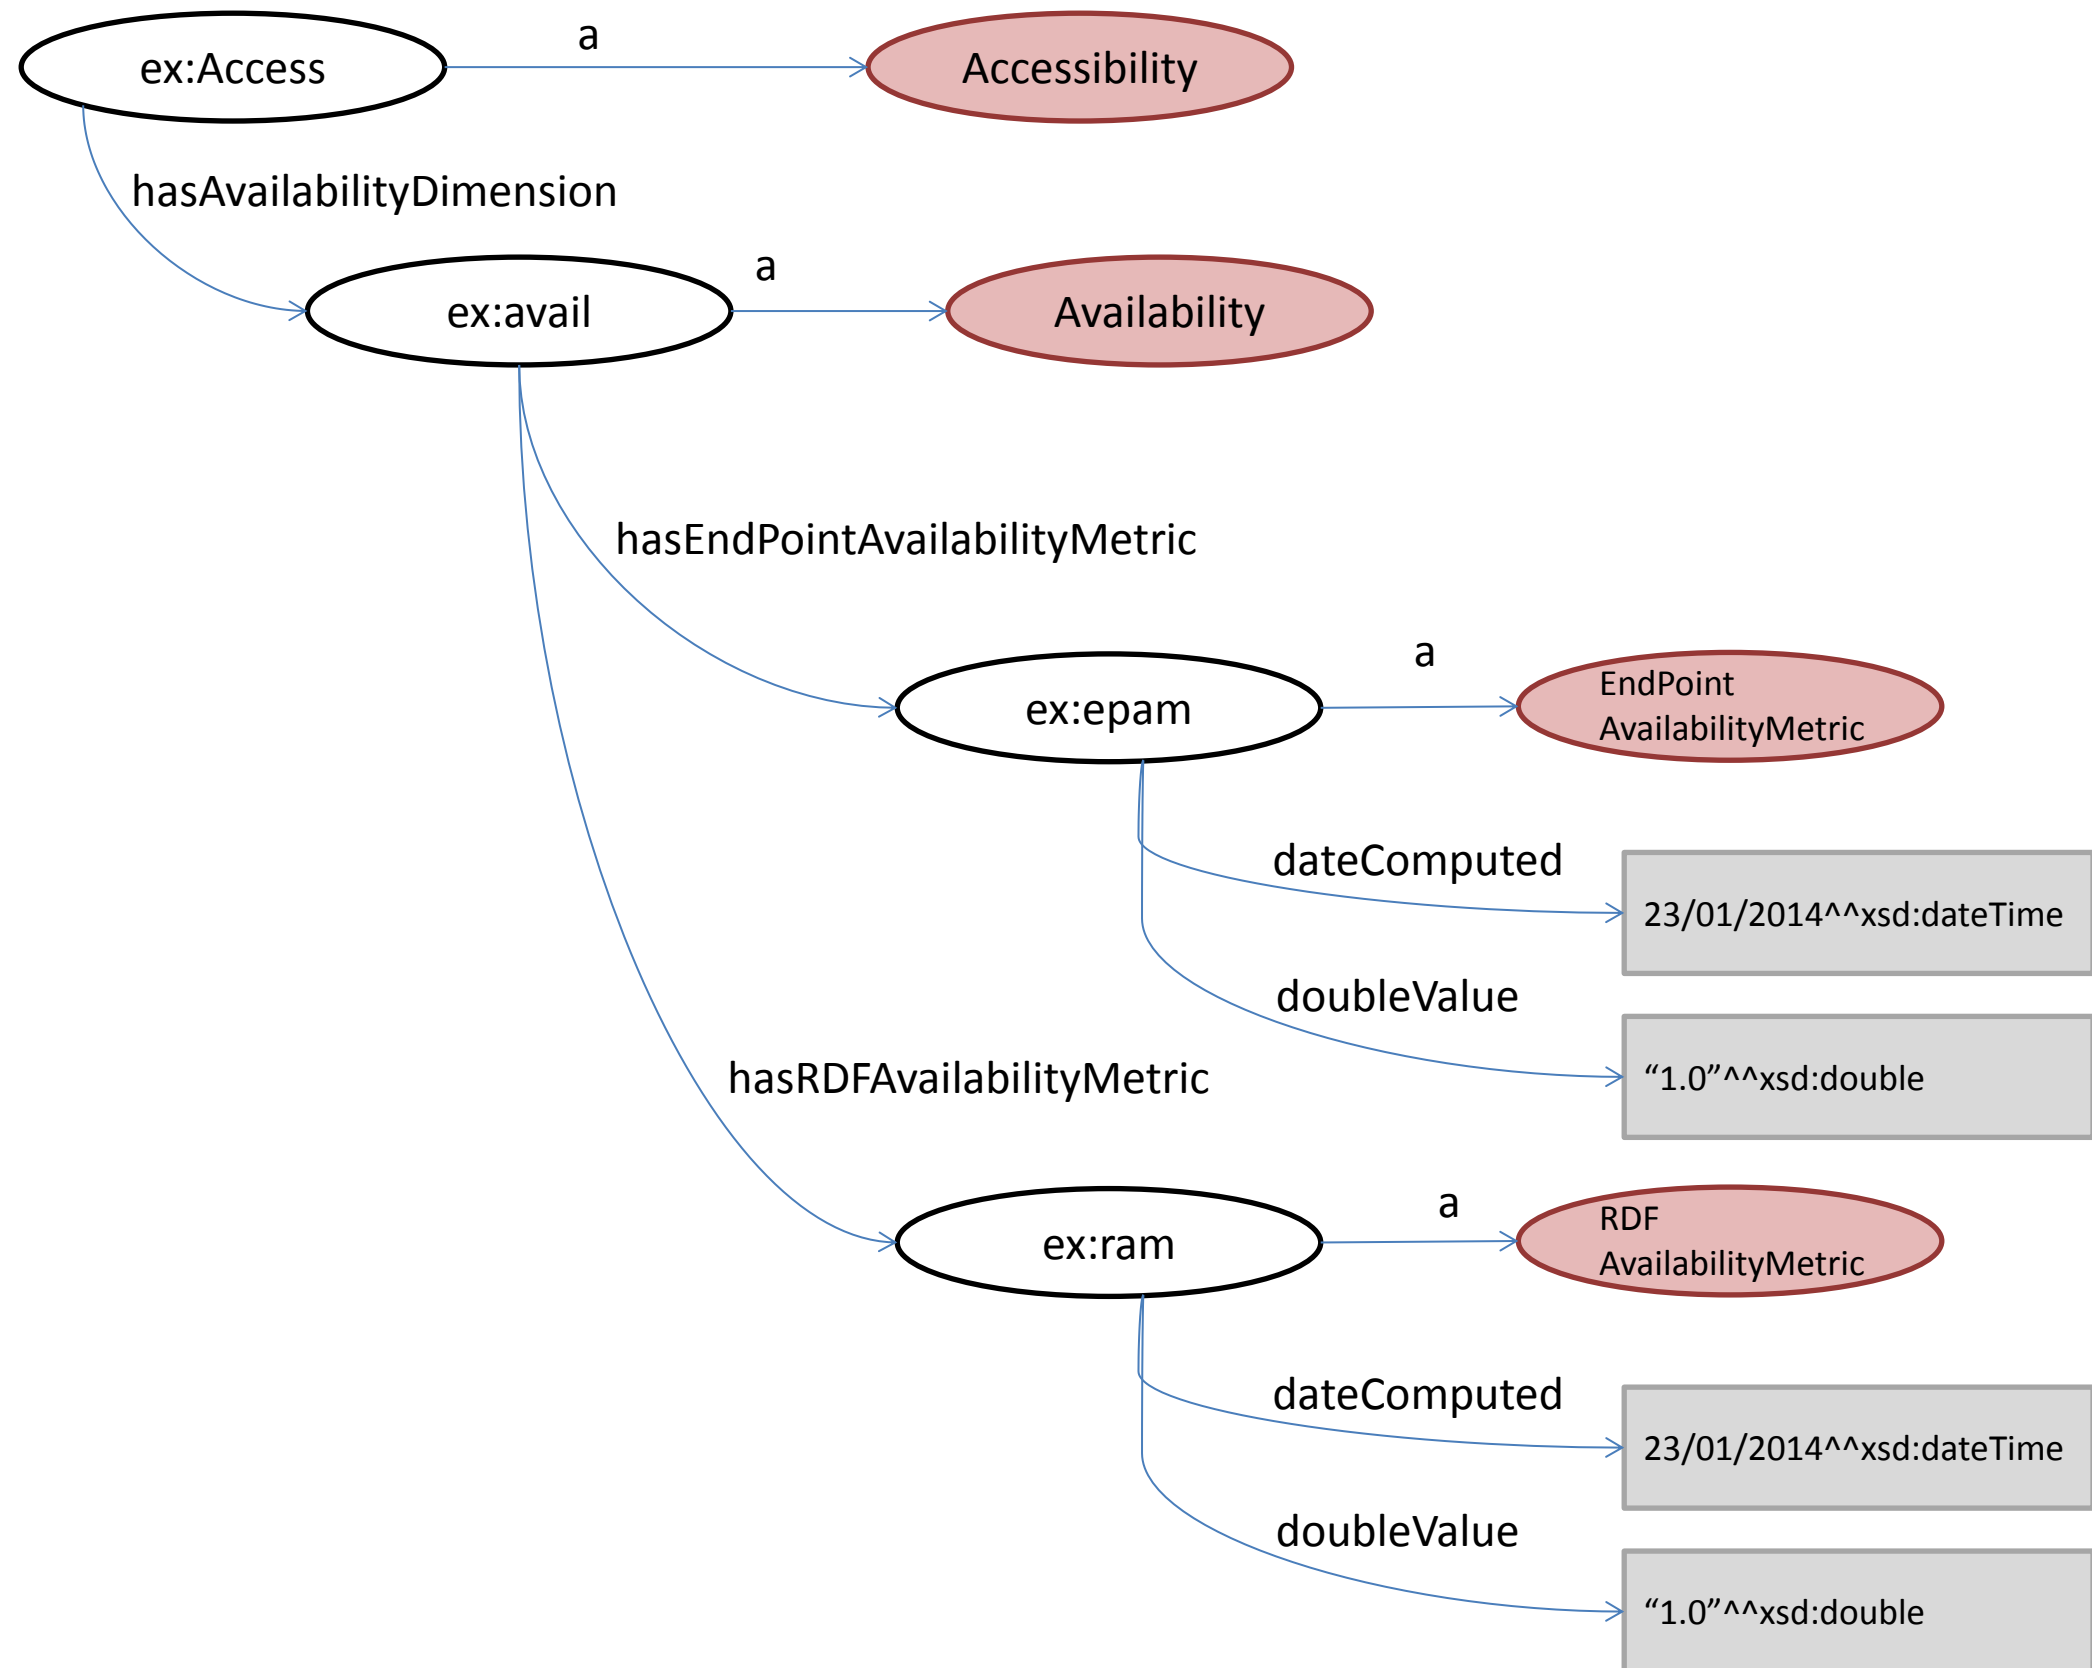 a
ex:Access
Accessibility
hasAvailabilityDimension
a
ex:avail
Availability
hasEndPointAvailabilityMetric
a
ex:epam
EndPoint
AvailabilityMetric
dateComputed
23/01/2014^^xsd:dateTime
doubleValue
“1.0”^^xsd:double
hasRDFAvailabilityMetric
a
ex:ram
RDF
AvailabilityMetric
dateComputed
23/01/2014^^xsd:dateTime
doubleValue
“1.0”^^xsd:double